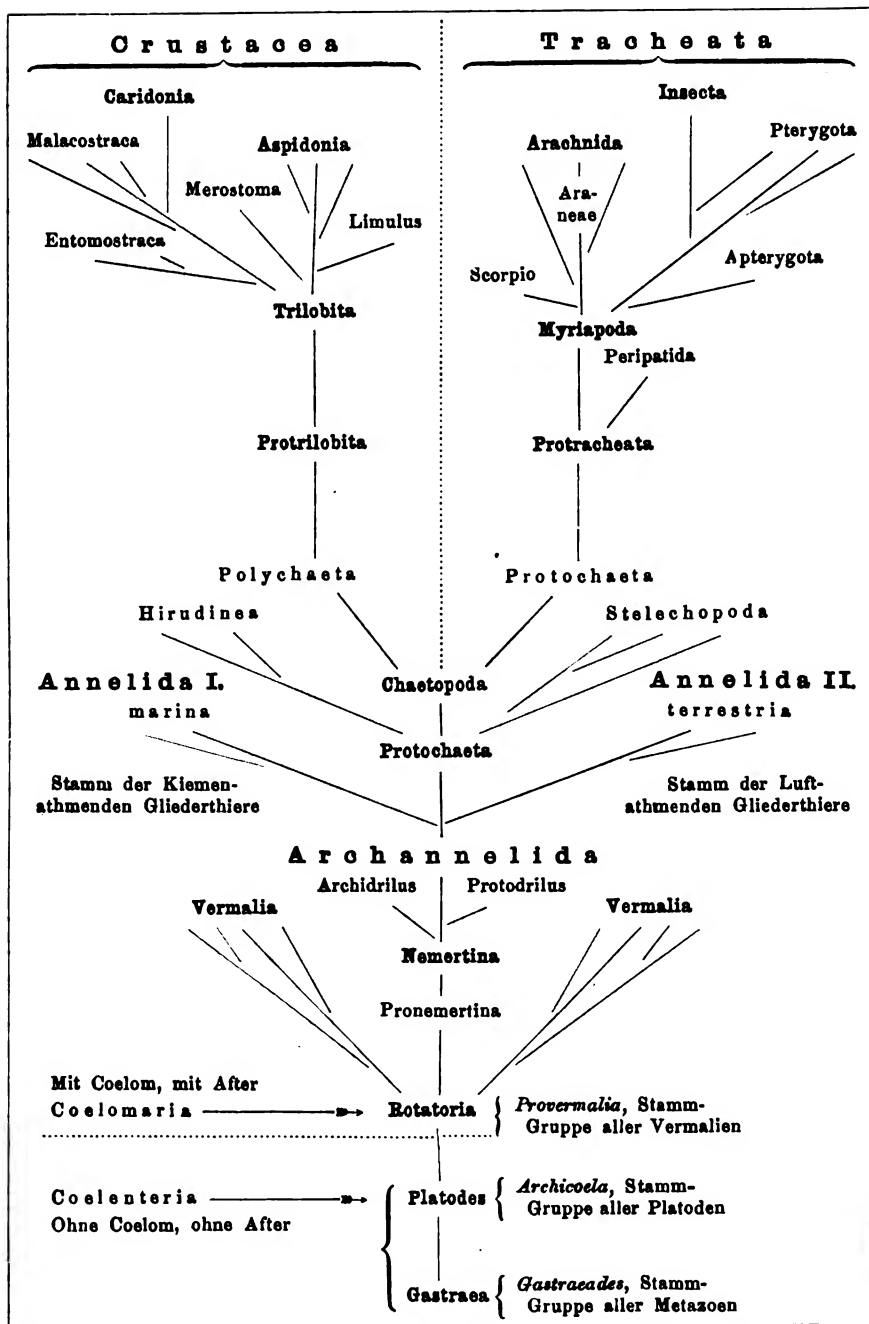 Crustacea
Tracheata
Caridonia
Insecta
Malacostraca
Aspidonia
Arachnida
Pterygota
Merostoma
Ara-
neae
Limulus
Entomostraca
Apterygota
Scorpio
Trilobita
Myriapoda
Peripatida
Protrilobita
Protracheata
Polychaeta
Protochaeta
Hirudinea
Stelechopoda
Annelida I.
marina
Chaetopoda
Annelida II.
terrestria
Protochaeta
Stamm der Kiemen-
athmenden Gliederthiere
Stamm der Luft-
athmenden Gliederthiere
Archannelida
Archidrilus
Protodrilus
Vermalia
Vermalia
Nemertina
Pronemertina
Mit Coelom, mit After
Coelomaria
Rotatoria
Provermalia, Stamm-
Gruppe aller Vermalien
Coelenteria
Ohne Coelom, ohne After
Platodes
Archicoela, Stamm-
Gruppe aller Platoden
Gastraea
Gastraeades, Stamm-
Gruppe aller Metazoen